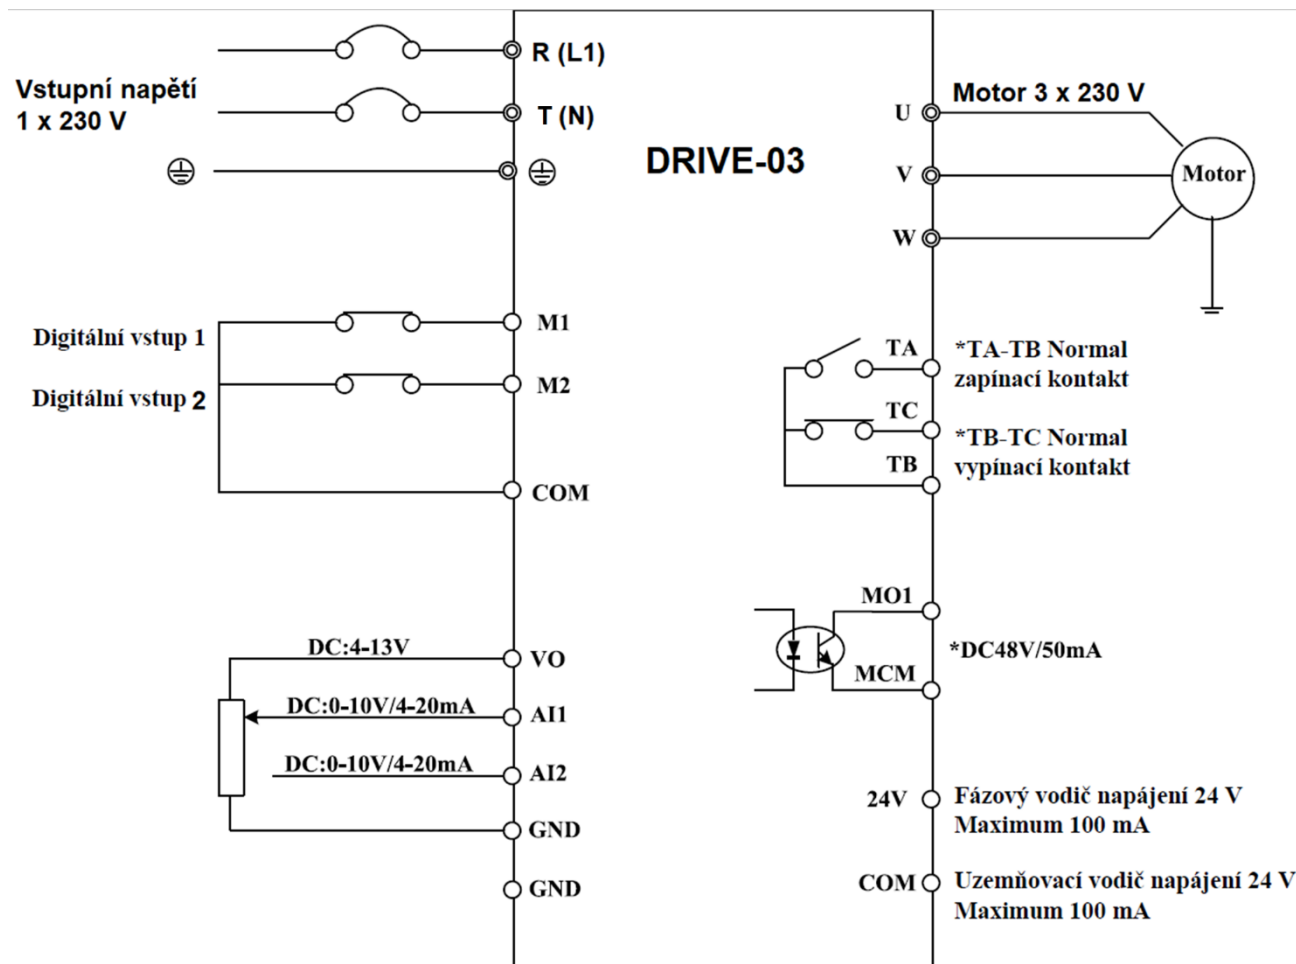 Vstupní napětí
1 x 230 V
R (L1)
T (N)
DRIVE-03
Motor 3 x 230 V
U
V
W
Motor
Digitální vstup 1
Digitální vstup 2
M1
M2
COM
TA
*TA-TB Normal
zapínací kontakt
TC
*TB-TC Normal
vypínací kontakt
TB
DC:4-13V
VO
DC:0-10V/4-20mA
AI1
DC:0-10V/4-20mA
AI2
GND
GND
MO1
*DC48V/50mA
MCM
24V
Fázový vodič napájení 24 V
Maximum 100 mA
COM
Uzemňovací vodič napájení 24 V
Maximum 100 mA